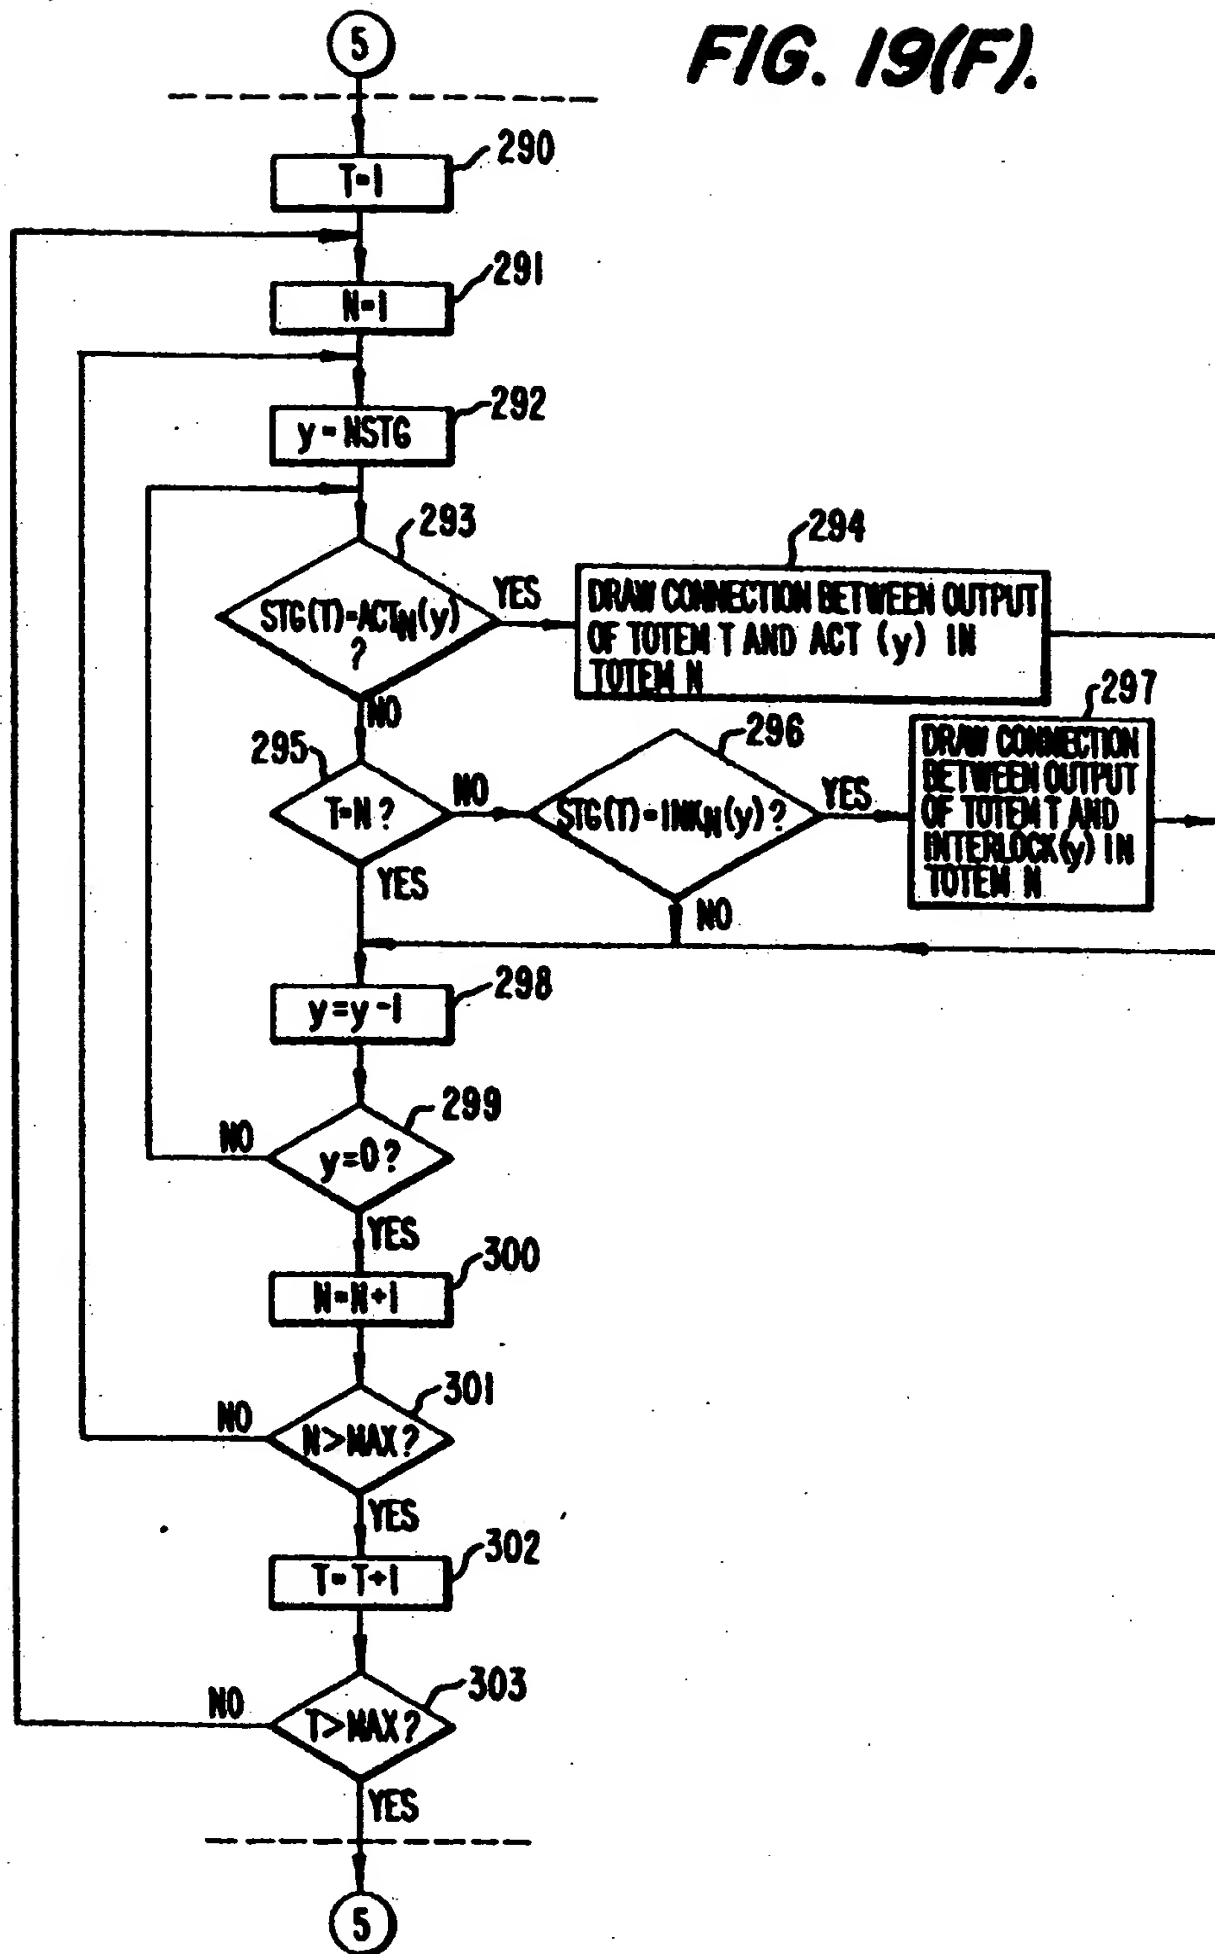 5
FIG. 19(F).
290
T=1
291
N=1
292
y=NSTG
293
STG(T)=ACTN(y)
?
YES
294
DRAW CONNECTION BETWEEN OUTPUT
OF TOTEM T AND ACT (y) IN
TOTEM N
NO
295
T=N?
NO
296
STG(T)=INKN(y)?
YES
297
DRAW CONNECTION
BETWEEN OUTPUT
OF TOTEM T AND
INTERLOCK(y) IN
TOTEM N
YES
NO
298
y=y-1
299
y=0?
NO
YES
300
N=N+1
301
N>MAX?
NO
YES
302
T=T+1
303
T>MAX?
NO
YES
5